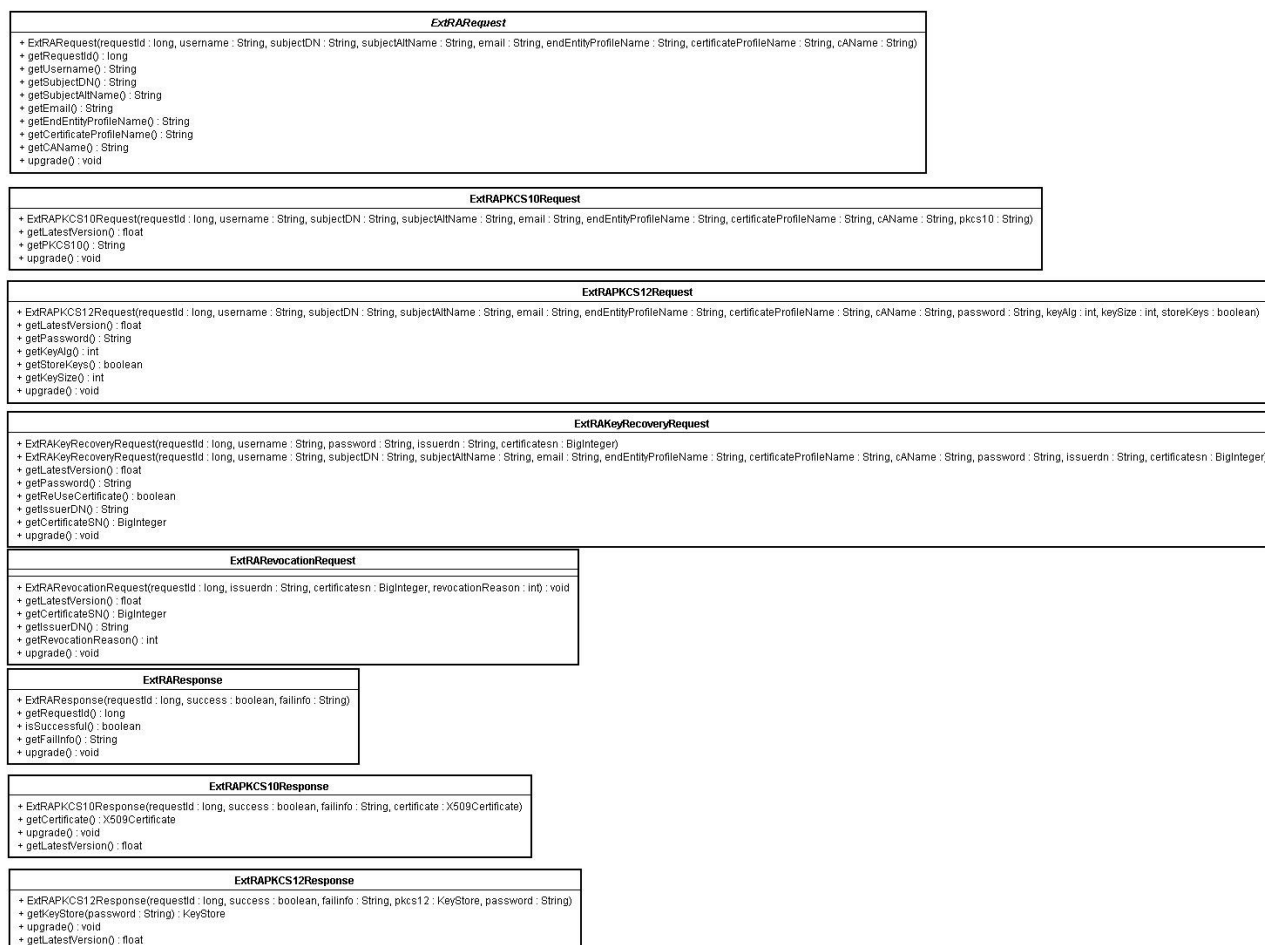 ExtRARequest
+ ExtRARequest(requestId : long, username : String, subjectDN : String, subjectAltName : String, email : String, endEntityProfileName : String, certificateProfileName : String, cAName : String)
+ getRequestId() : long
+ getUsername() : String
+ getSubjectDN() : String
+ getSubjectAltName() : String
+ getEmail() : String
+ getEndEntityProfileName() : String
+ getCertificateProfileName() : String
+ getCAName() : String
+ upgrade() : void
ExtRAPKCS10Request
+ ExtRAPKCS10Request(requestId : long, username : String, subjectDN : String, subjectAltName : String, email : String, endEntityProfileName : String, certificateProfileName : String, cAName : String, pkcs10 : String)
+ getLatestVersion() : float
+ getPKCS10() : String
+ upgrade() : void
ExtRAPKCS12Request
+ ExtRAPKCS12Request(requestId : long, username : String, subjectDN : String, subjectAltName : String, email : String, endEntityProfileName : String, certificateProfileName : String, cAName : String, password : String, keyAlg : int, keySize : int, storeKeys : boolean)
+ getLatestVersion() : float
+ getPassword() : String
+ getKeyAlg() : int
+ getStoreKeys() : boolean
+ getKeySize() : int
+ upgrade() : void
ExtRAKeyRecoveryRequest
+ ExtRAKeyRecoveryRequest(requestId : long, username : String, password : String, issuerdn : String, certificatesn : BigInteger)
+ ExtRAKeyRecoveryRequest(requestId : long, username : String, subjectDN : String, subjectAltName : String, email : String, endEntityProfileName : String, certificateProfileName : String, cAName : String, password : String, issuerdn : String, certificatesn : BigInteger)
+ getLatestVersion() : float
+ getPassword() : String
+ getReUseCertificate() : boolean
+ getIssuerDN() : String
+ getCertificateSN() : BigInteger
+ upgrade() : void
ExtRARevocationRequest
+ ExtRARevocationRequest(requestId : long, issuerdn : String, certificatesn : BigInteger, revocationReason : int) : void
+ getLatestVersion() : float
+ getCertificateSN() : BigInteger
+ getIssuerDN() : String
+ getRevocationReason() : int
+ upgrade() : void
ExtRAResponse
+ ExtRAResponse(requestId : long, success : boolean, failinfo : String)
+ getRequestId() : long
+ isSuccessful() : boolean
+ getFailInfo() : String
+ upgrade() : void
ExtRAPKCS10Response
+ ExtRAPKCS10Response(requestId : long, success : boolean, failinfo : String, certificate : X509Certificate)
+ getCertificate() : X509Certificate
+ upgrade() : void
+ getLatestVersion() : float
ExtRAPKCS12Response
+ ExtRAPKCS12Response(requestId : long, success : boolean, failinfo : String, pkcs12 : KeyStore, password : String)
+ getKeyStore(password : String) : KeyStore
+ upgrade() : void
+ getLatestVersion() : float